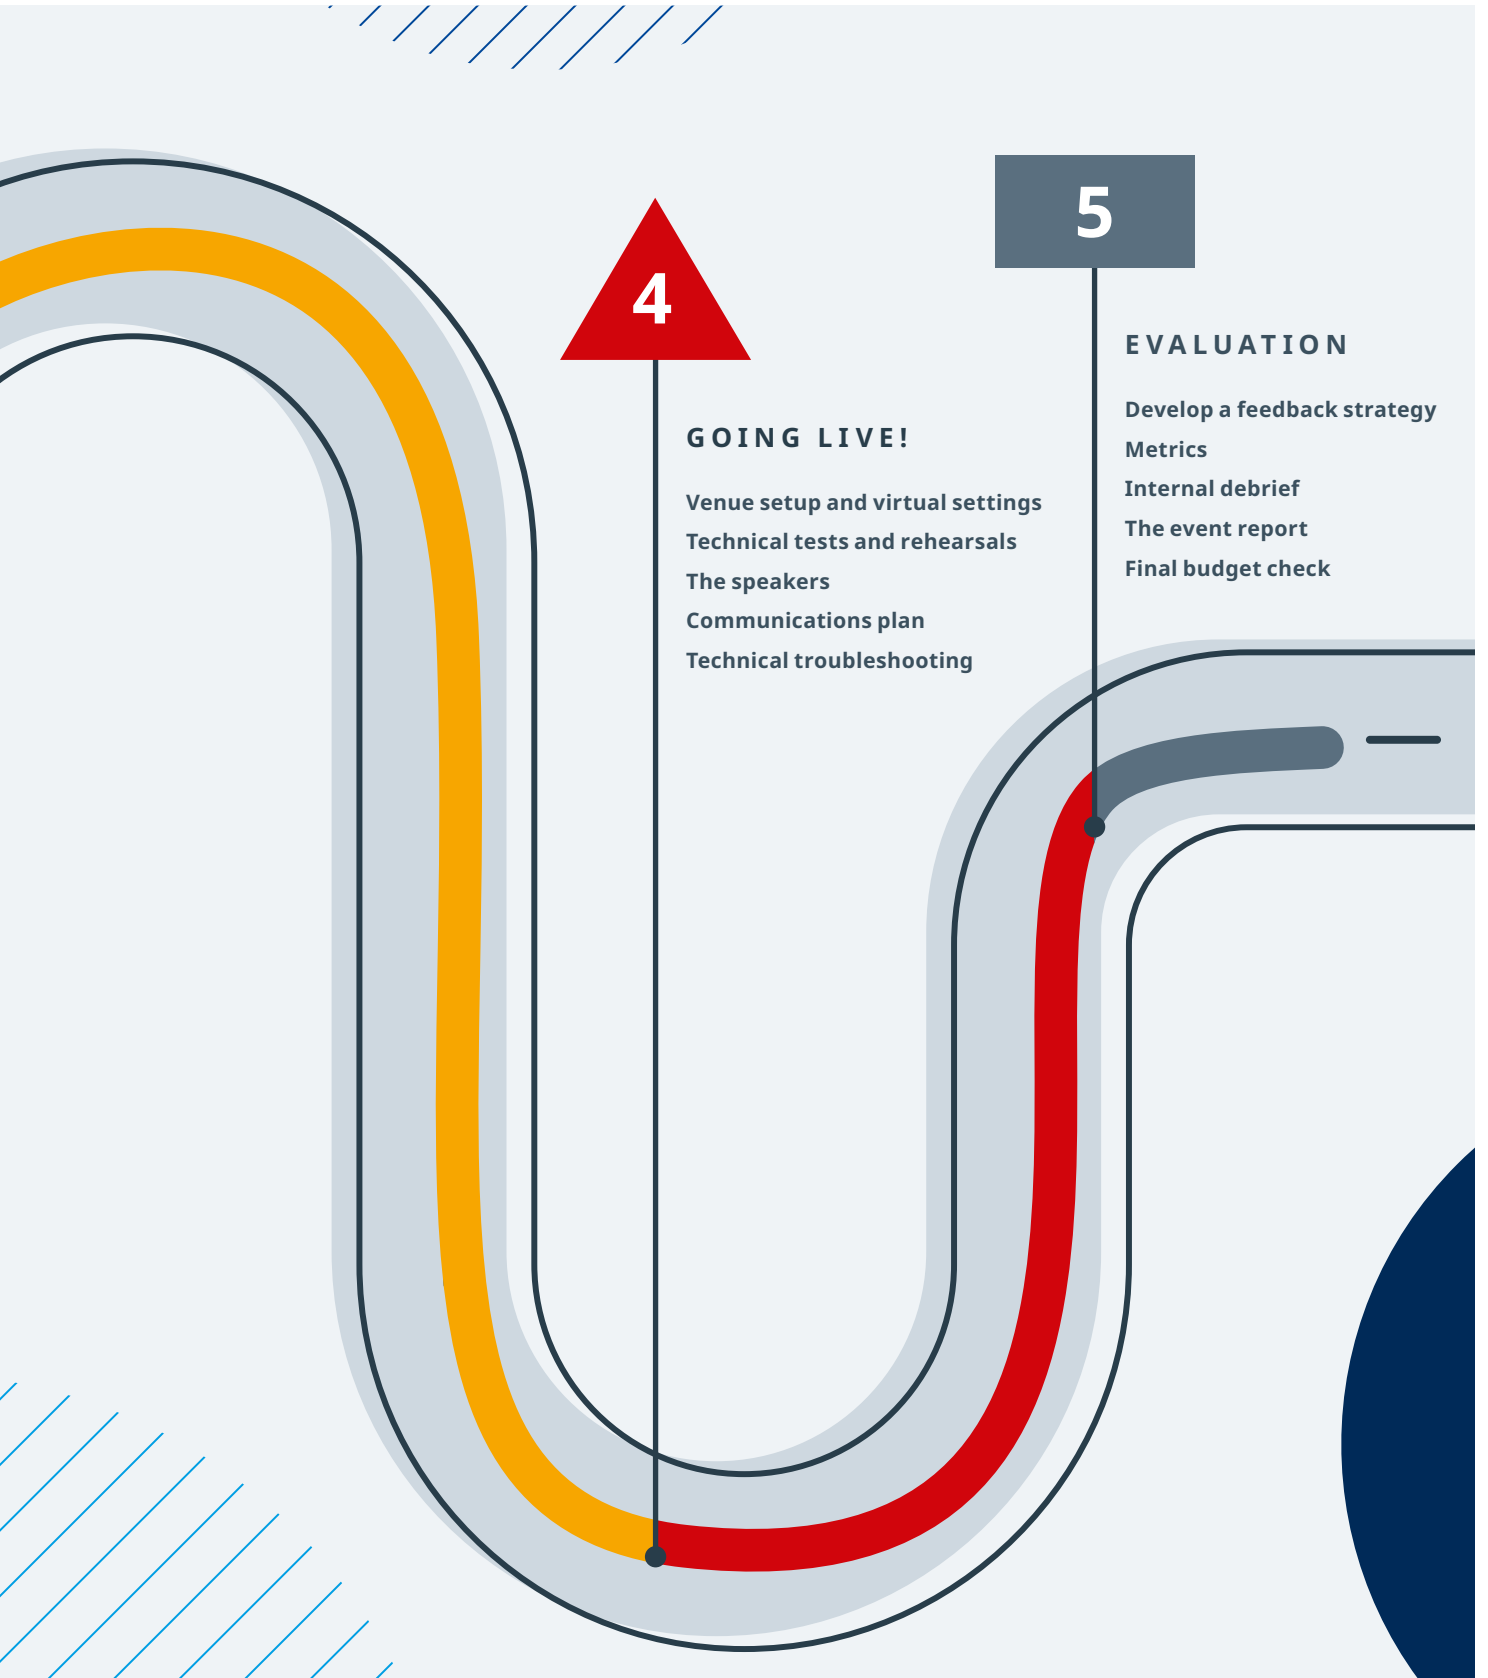 4
GOING LIVE!
Venue setup and virtual settings
Technical tests and rehearsals
The speakers
Communications plan
Technical troubleshooting
5
EVALUATION
Develop a feedback strategy
Metrics
Internal debrief
The event report
Final budget check